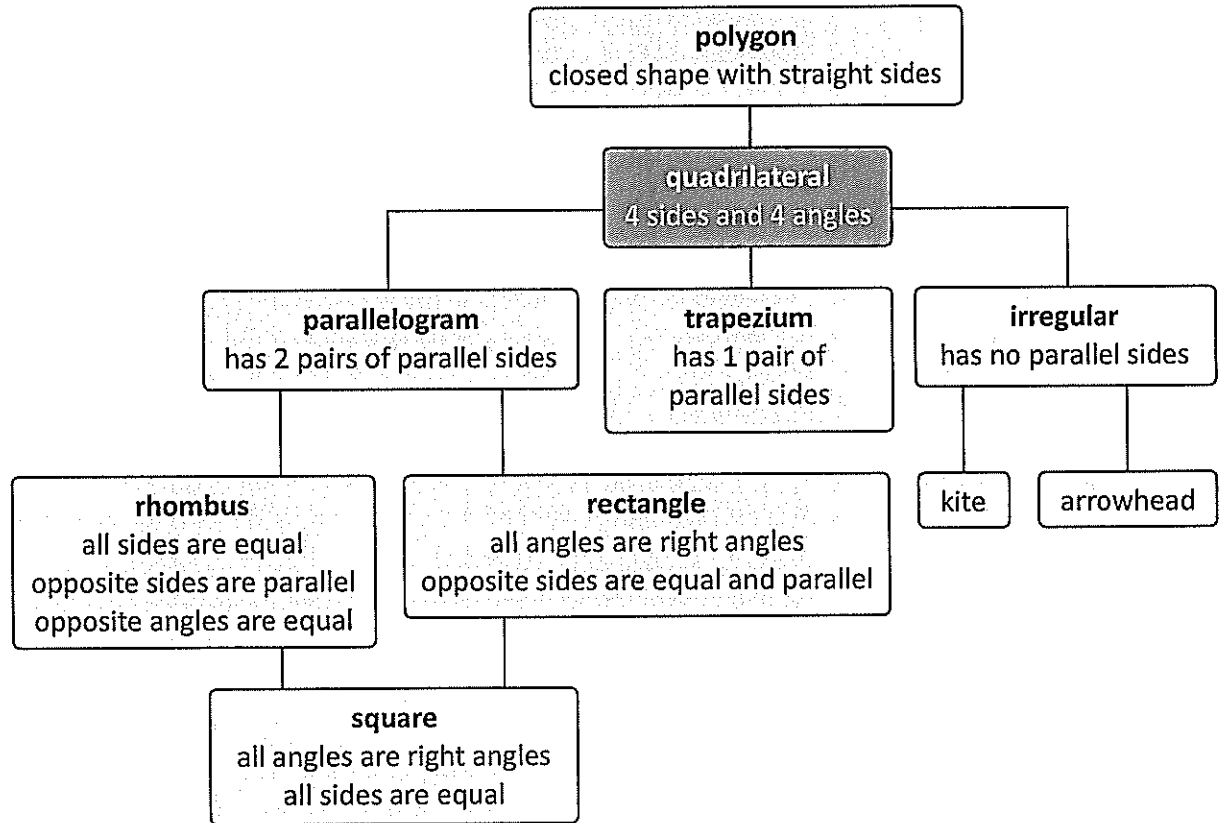 polygon
closed shape with straight sides
quadrilateral
4 sides and 4 angles
parallelogram
has 2 pairs of parallel sides
trapezium
has 1 pair of
parallel sides
irregular
has no parallel sides
kite
arrowhead
rhombus
all sides are equal
opposite sides are parallel
opposite angles are equal
rectangle
all angles are right angles
opposite sides are equal and parallel
square
all angles are right angles
all sides are equal